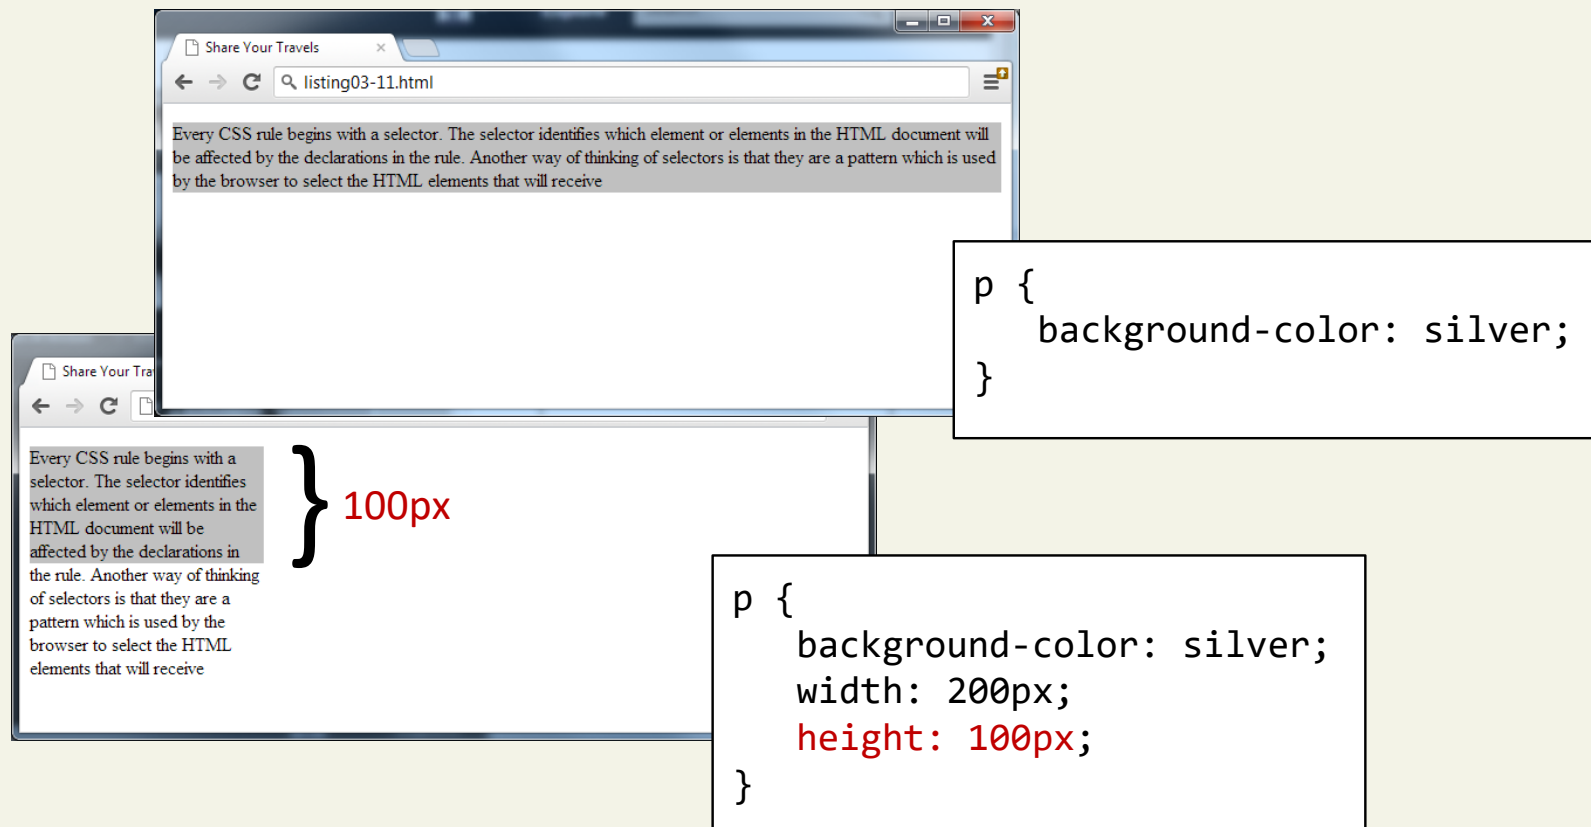 Share Your Travels
listing03-11.html
Every CSS rule begins with a selector. The selector identifies which element or elements in the HTML document will
be affected by the declarations in the rule. Another way of thinking of selectors is that they are a pattern which is used
by the browser to select the HTML elements that will receive
p {
background-color: silver;
}
Share Your Tra
Every CSS rule begins with a
selector. The selector identifies
which element or elements in the
HTML document will be
affected by the declarations in
the rule. Another way of thinking
of selectors is that they are a
pattern which is used by the
browser to select the HTML
elements that will receive
} 100px
p {
background-color: silver;
width: 200px;
height: 100px;
}